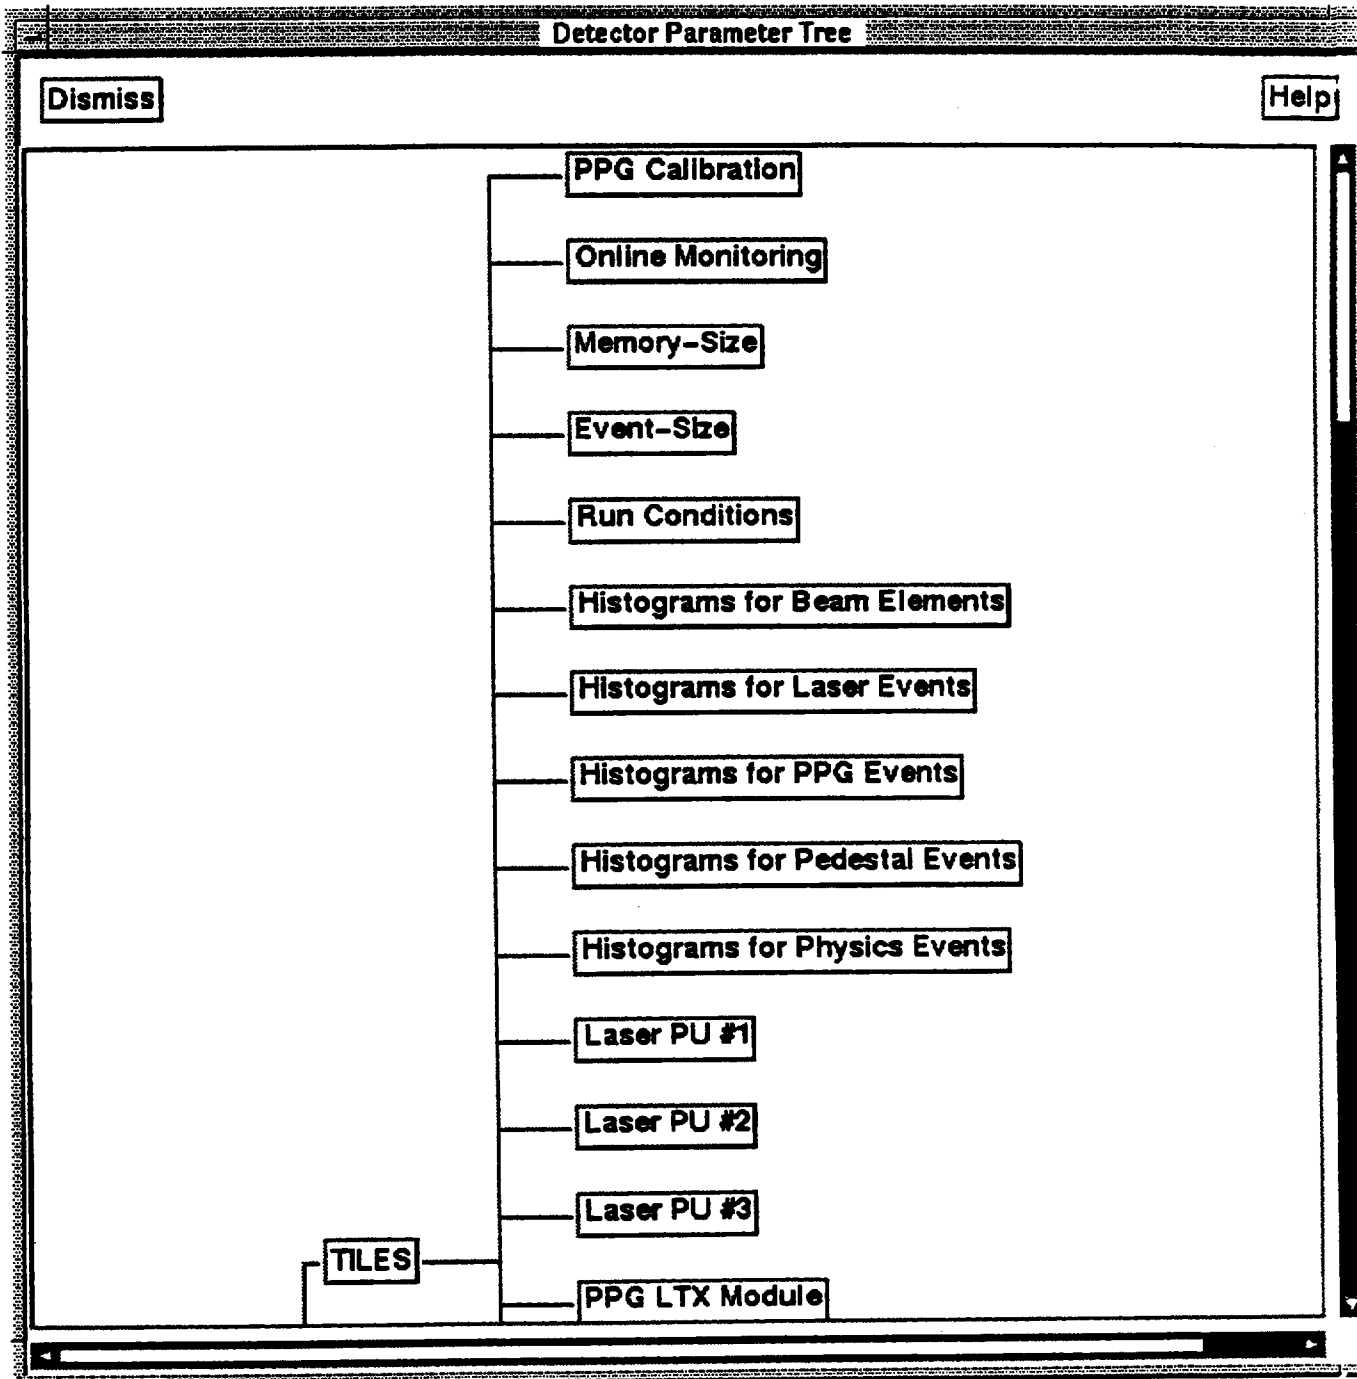 Detector Parameter Tree
Dismiss
Help
PPG Calibration
Online Monitoring
Memory-Size
Event-Size
Run Conditions
Histograms for Beam Elements
Histograms for Laser Events
Histograms for PPG Events
Histograms for Pedestal Events
Histograms for Physics Events
Laser PU #1
Laser PU #2
Laser PU #3
TILES
PPG LTX Module